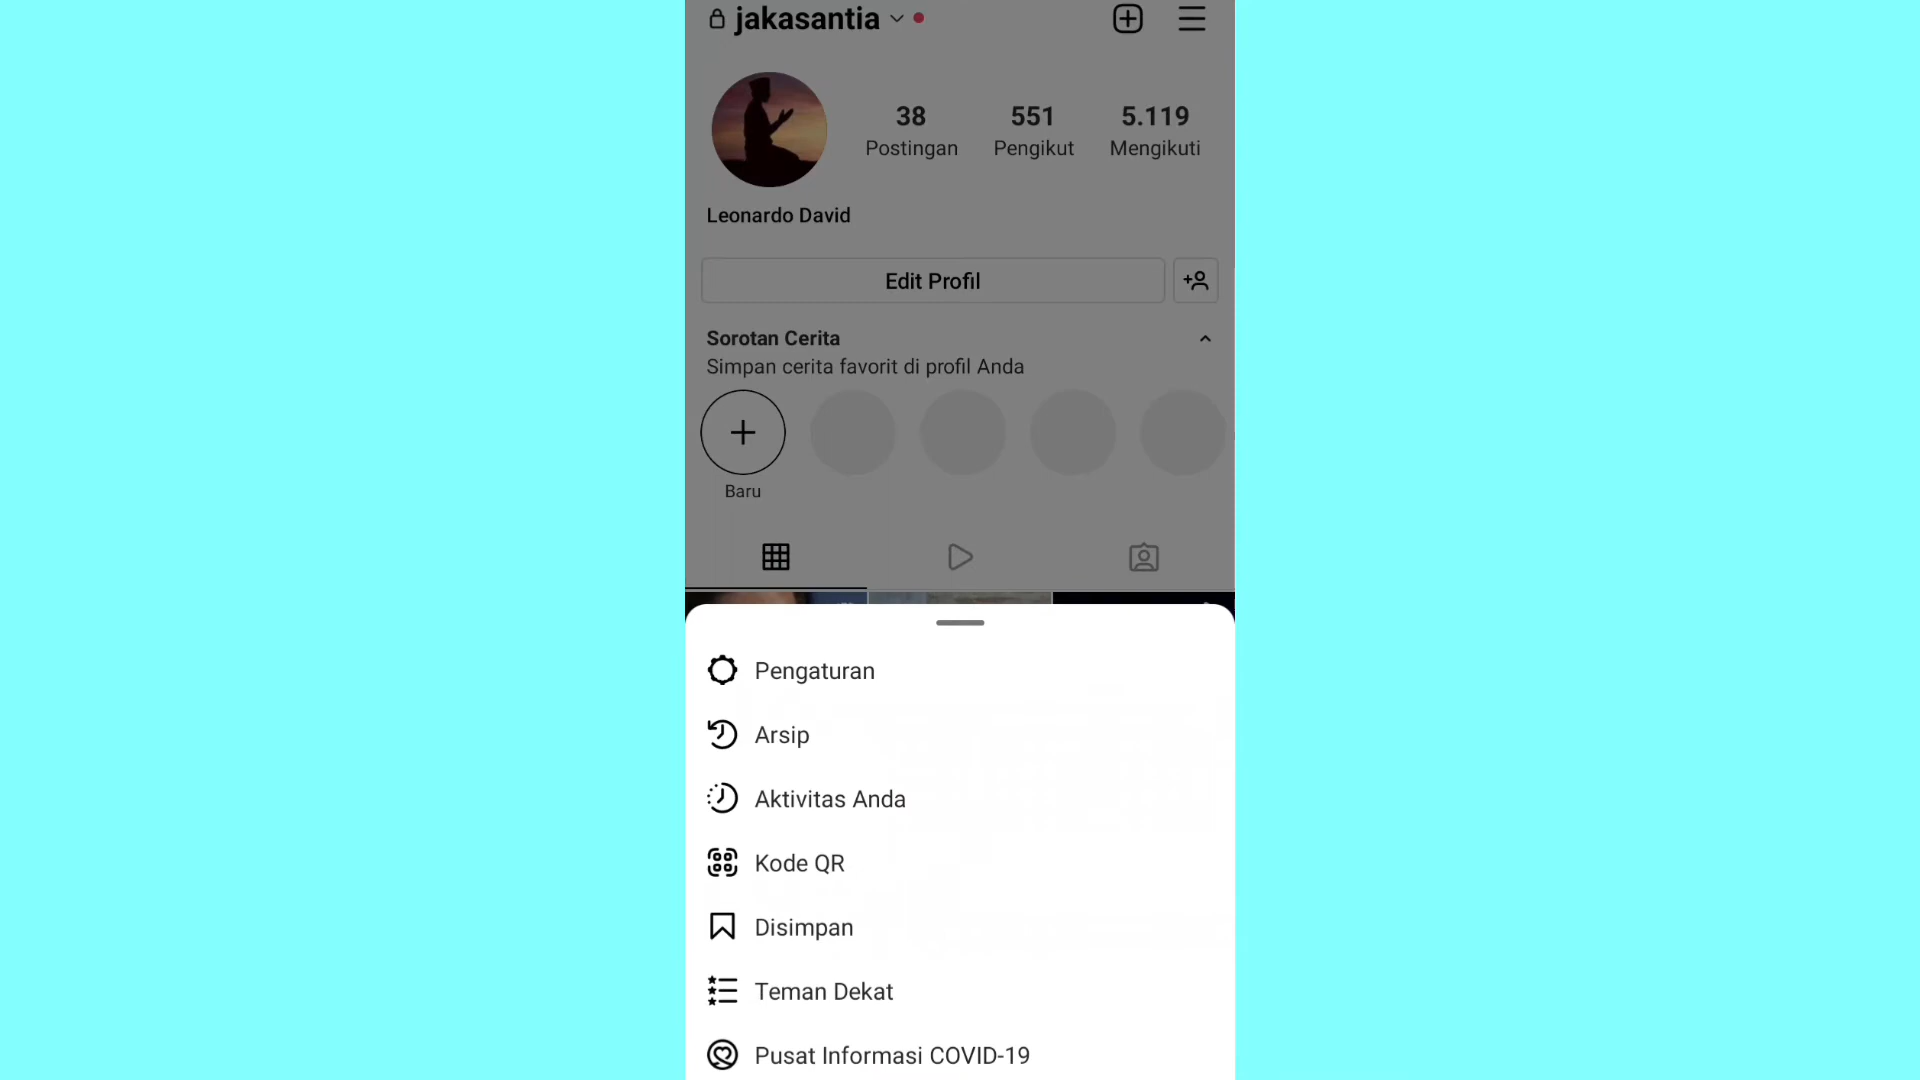 jakasantia
38 551 5.119
Postingan Pengikut Mengikuti
Leonardo David
Edit Profil
Sorotan Cerita
Simpan cerita favorit di profil Anda
Baru
Pengaturan
Arsip
Aktivitas Anda
Kode QR
Disimpan
Teman Dekat
Pusat Informasi COVID-19